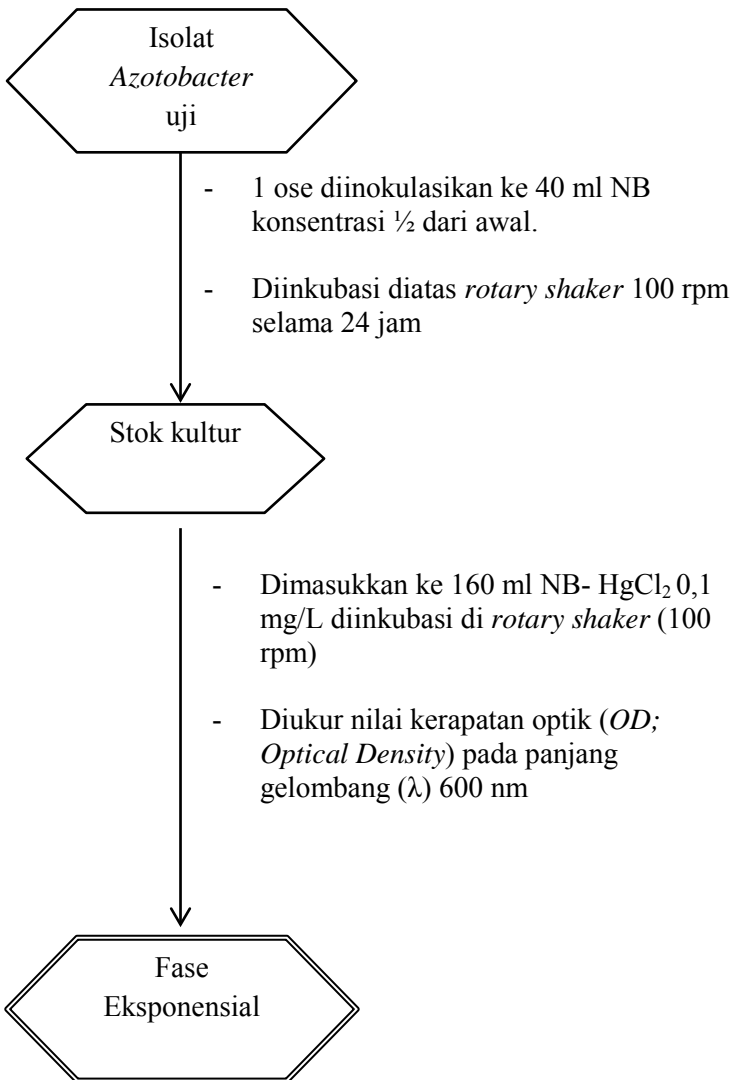 Isolat
Azotobacter
uji
- 1 ose diinokulasikan ke 40 ml NB
konsentrasi ½ dari awal.
- Diinkubasi diatas rotary shaker 100 rpm
selama 24 jam
Stok kultur
- Dimasukkan ke 160 ml NB- HgCl₂ 0,1
mg/L diinkubasi di rotary shaker (100
rpm)
- Diukur nilai kerapatan optik (OD;
Optical Density) pada panjang
gelombang (λ) 600 nm
Fase
Eksponensial